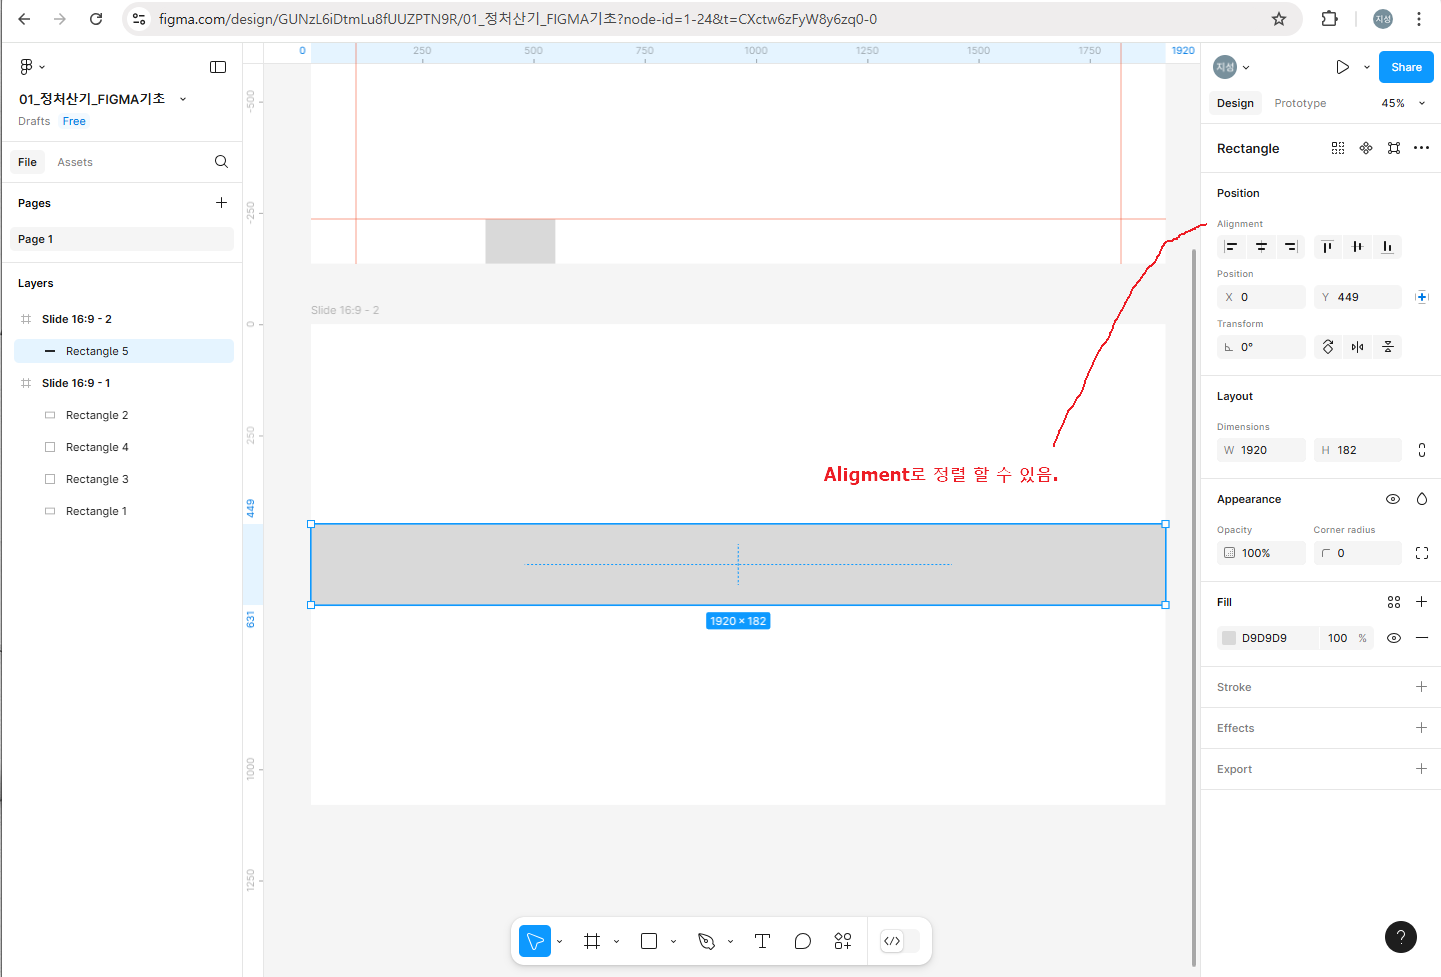 figma.com/design/GUNzL6iDtmLu8fUUZPTN9R/01_정처산기_FIGMA기초?node-id=1-24&t=CXctw6zFyW8y6zq0-0
지성
01_정처산기_FIGMA기초
Drafts Free
File Assets
Pages
Page 1
Layers
Slide 16:9 - 2
Rectangle 5
Slide 16:9 - 1
Rectangle 2
Rectangle 4
Rectangle 3
Rectangle 1
0 250 500 750 1000 1250 1500 1750 1920
-500
-250
0
250
449
631
1000
1250
Slide 16:9 - 2
Aligment로 정렬 할 수 있음.
1920 × 182
지성
Share
Design Prototype 45%
Rectangle
Position
Alignment
Position
X 0 Y 449
Transform
0°
Layout
Dimensions
W 1920 H 182
Appearance
Opacity Corner radius
100% 0
Fill
D9D9D9 100 %
Stroke
Effects
Export
?